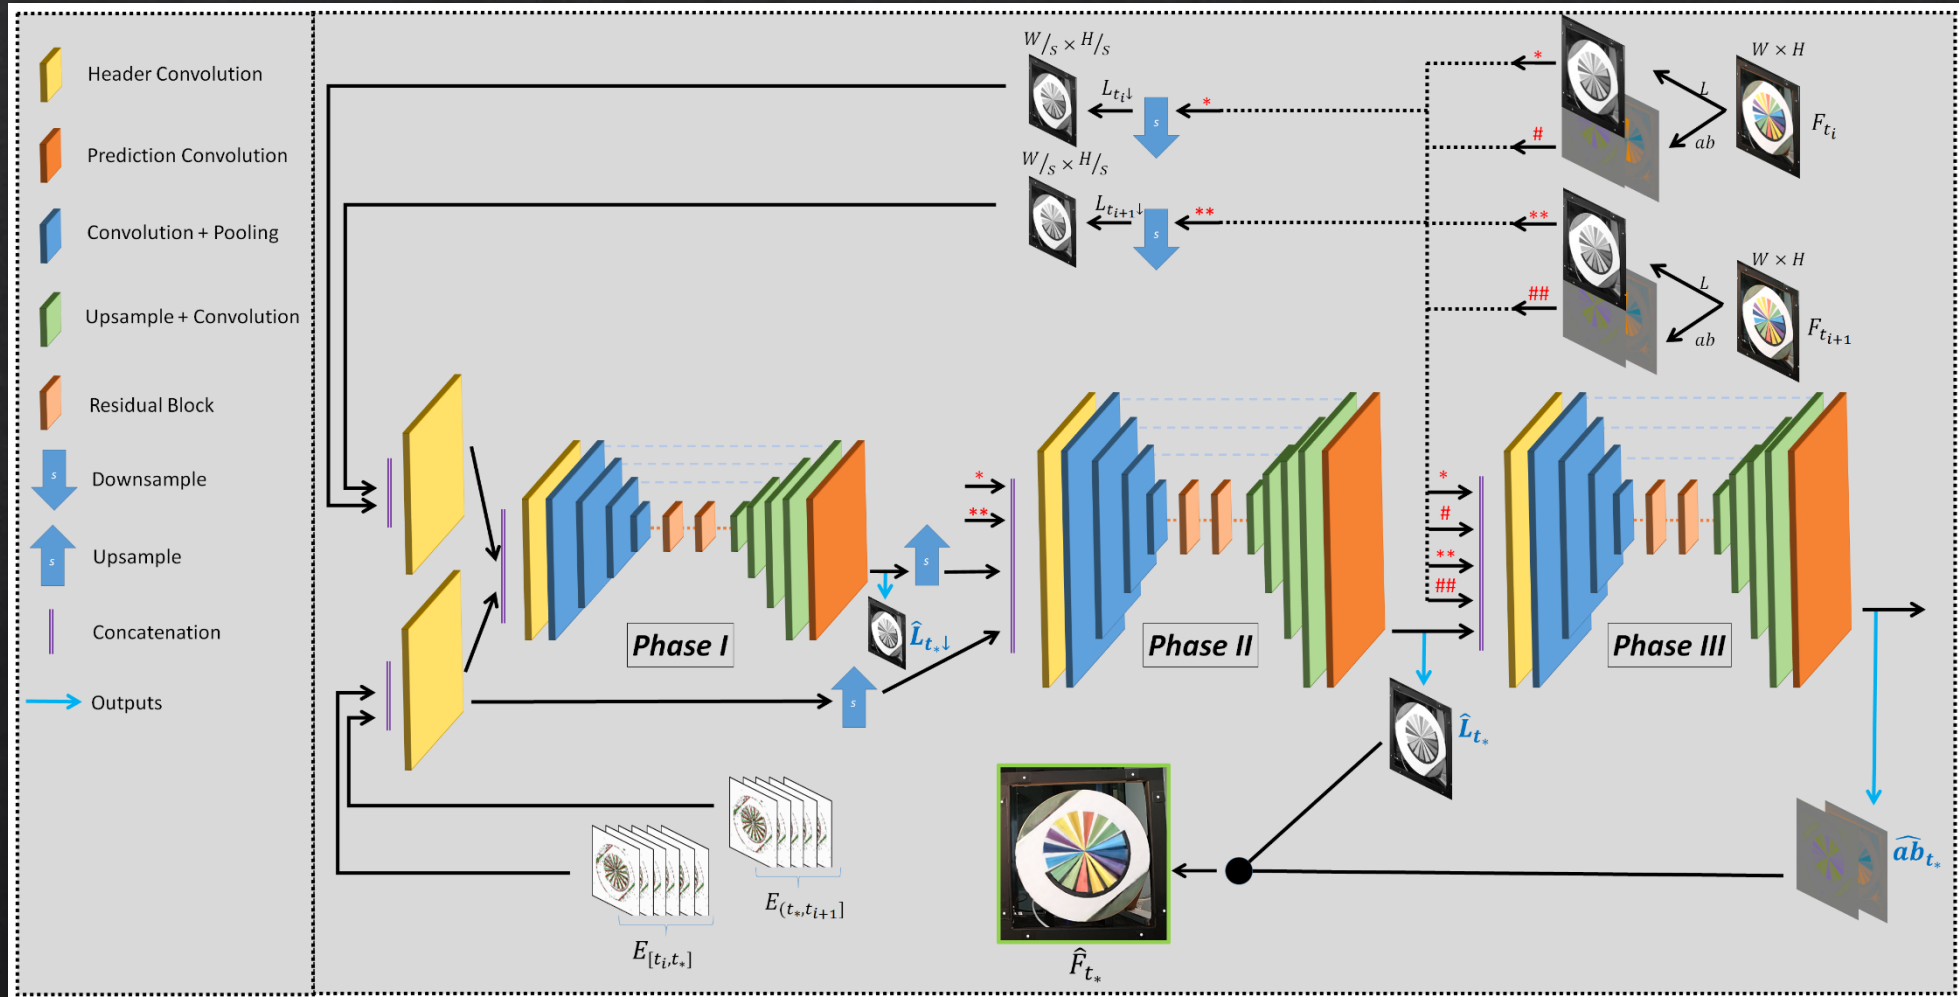 Header Convolution
Prediction Convolution
Convolution + Pooling
Upsample + Convolution
Residual Block
s
Downsample
s
Upsample
Concatenation
Outputs
W/s × H/s
L_{t_i↓}
s
*
*
#
L
ab
W × H
F_{t_i}
W/s × H/s
L_{t_{i+1}↓}
s
**
**
##
L
ab
W × H
F_{t_{i+1}}
*
**
s
Phase I
L̂_{t_*↓}
s
Phase II
*
#
**
##
Phase III
L̂_{t_*}
âb_{t_*}
E_{(t_*,t_{i+1}]}
E_{[t_i,t_*]}
F̂_{t_*}